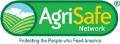 AgriSafe®
Network
Protecting the People who Feed America